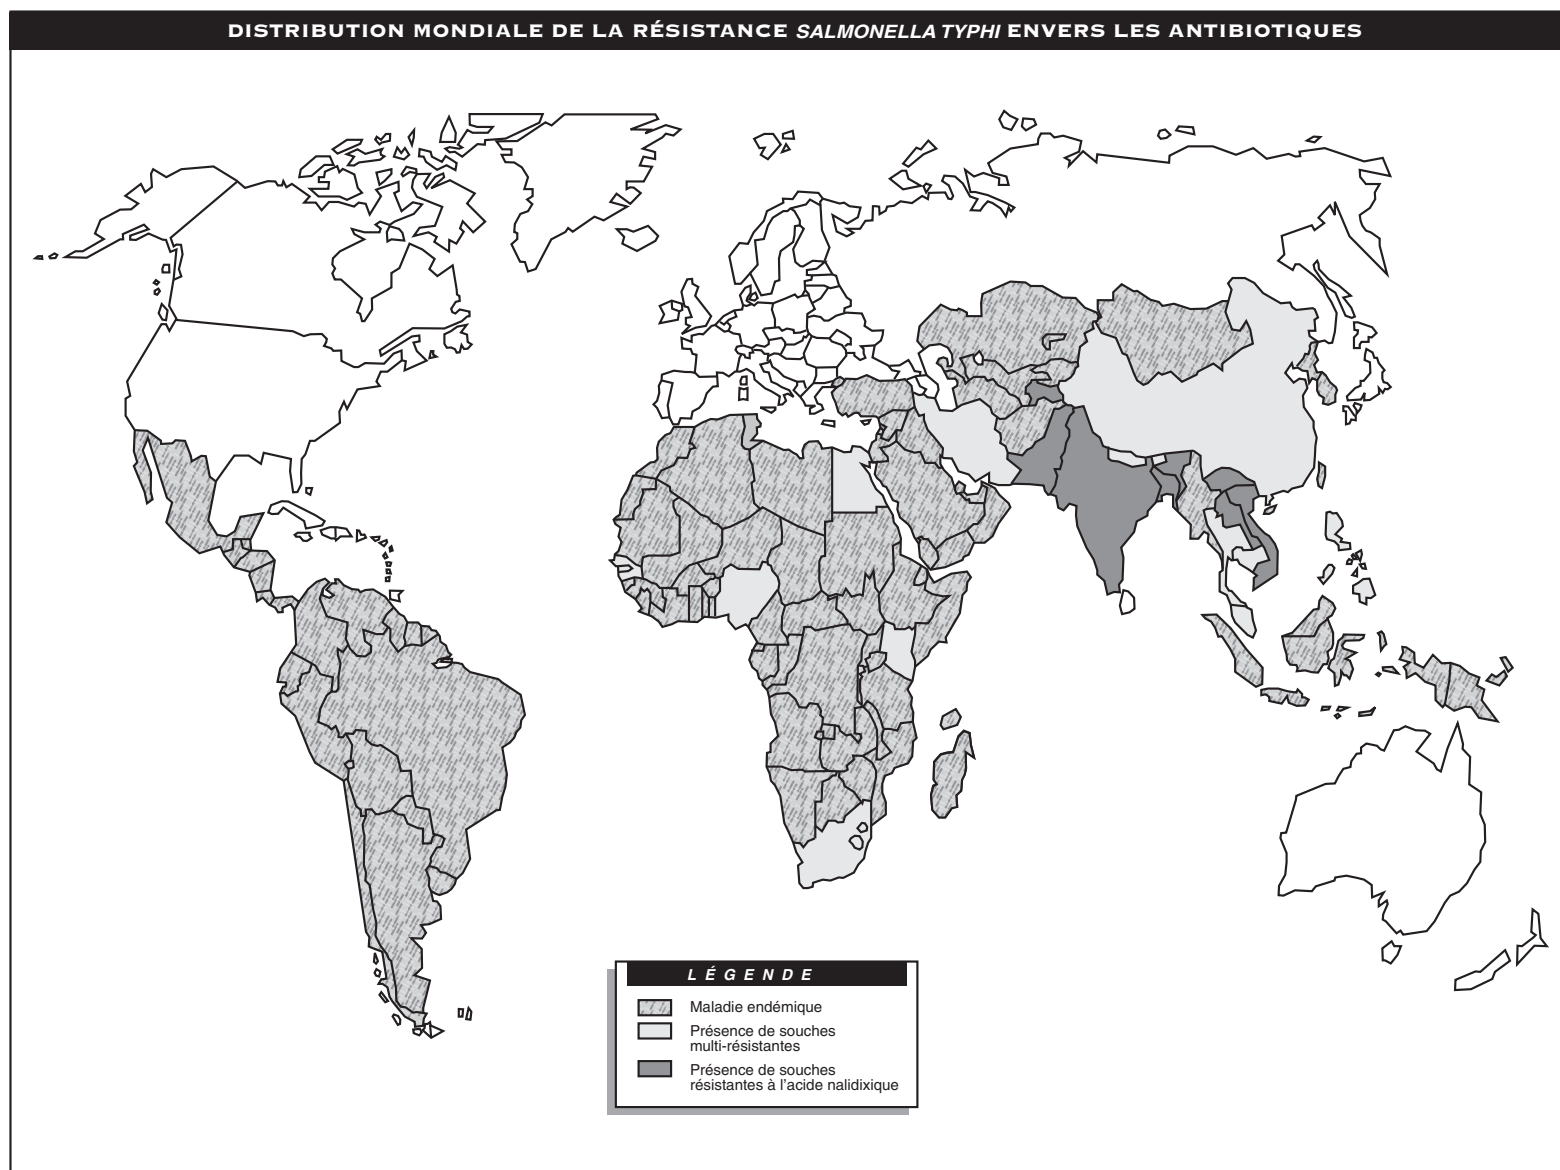 DISTRIBUTION MONDIALE DE LA RÉSISTANCE SALMONELLA TYPHI ENVERS LES ANTIBIOTIQUES
LÉGENDE
Maladie endémique
Présence de souches
multi-résistantes
Présence de souches
résistantes à l'acide nalidixique